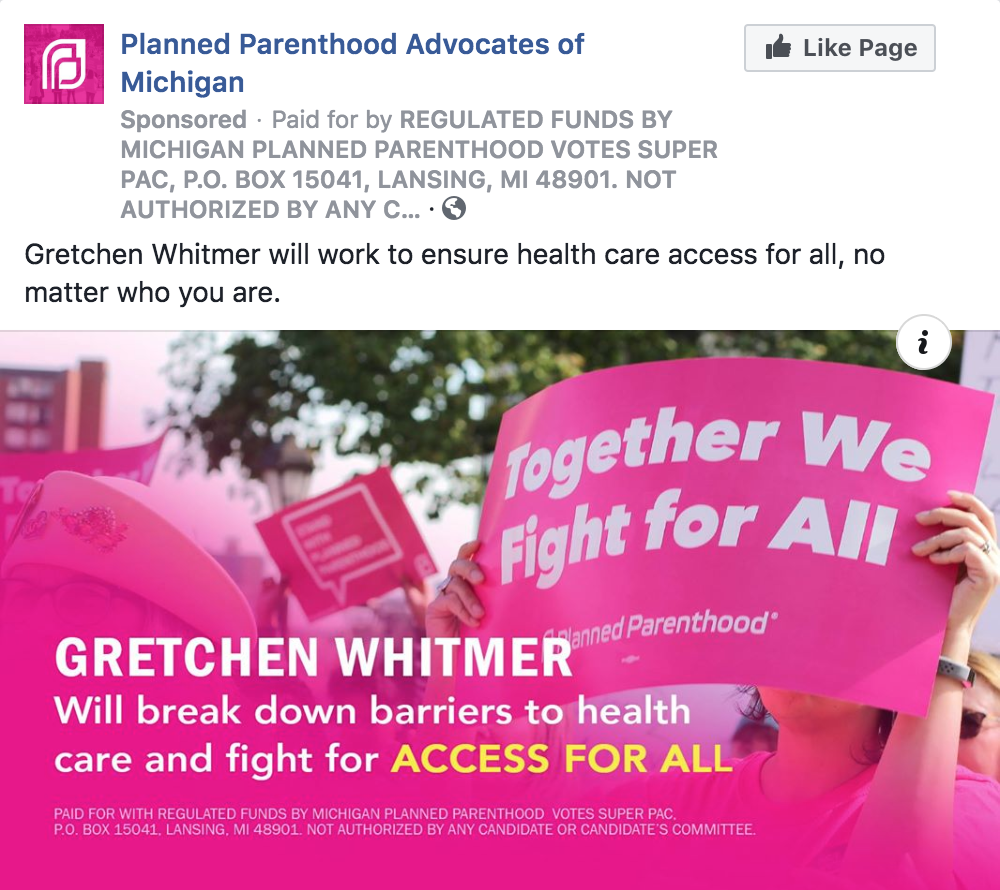 Planned Parenthood Advocates of
Michigan
Like Page
Sponsored · Paid for by REGULATED FUNDS BY
MICHIGAN PLANNED PARENTHOOD VOTES SUPER
PAC, P.O. BOX 15041, LANSING, MI 48901. NOT
AUTHORIZED BY ANY C... ·
Gretchen Whitmer will work to ensure health care access for all, no
matter who you are.
i
Together We
Fight for All
Planned Parenthood®
GRETCHEN WHITMER
Will break down barriers to health
care and fight for ACCESS FOR ALL
PAID FOR WITH REGULATED FUNDS BY MICHIGAN PLANNED PARENTHOOD VOTES SUPER PAC,
P.O. BOX 15041, LANSING, MI 48901. NOT AUTHORIZED BY ANY CANDIDATE OR CANDIDATE'S COMMITTEE.